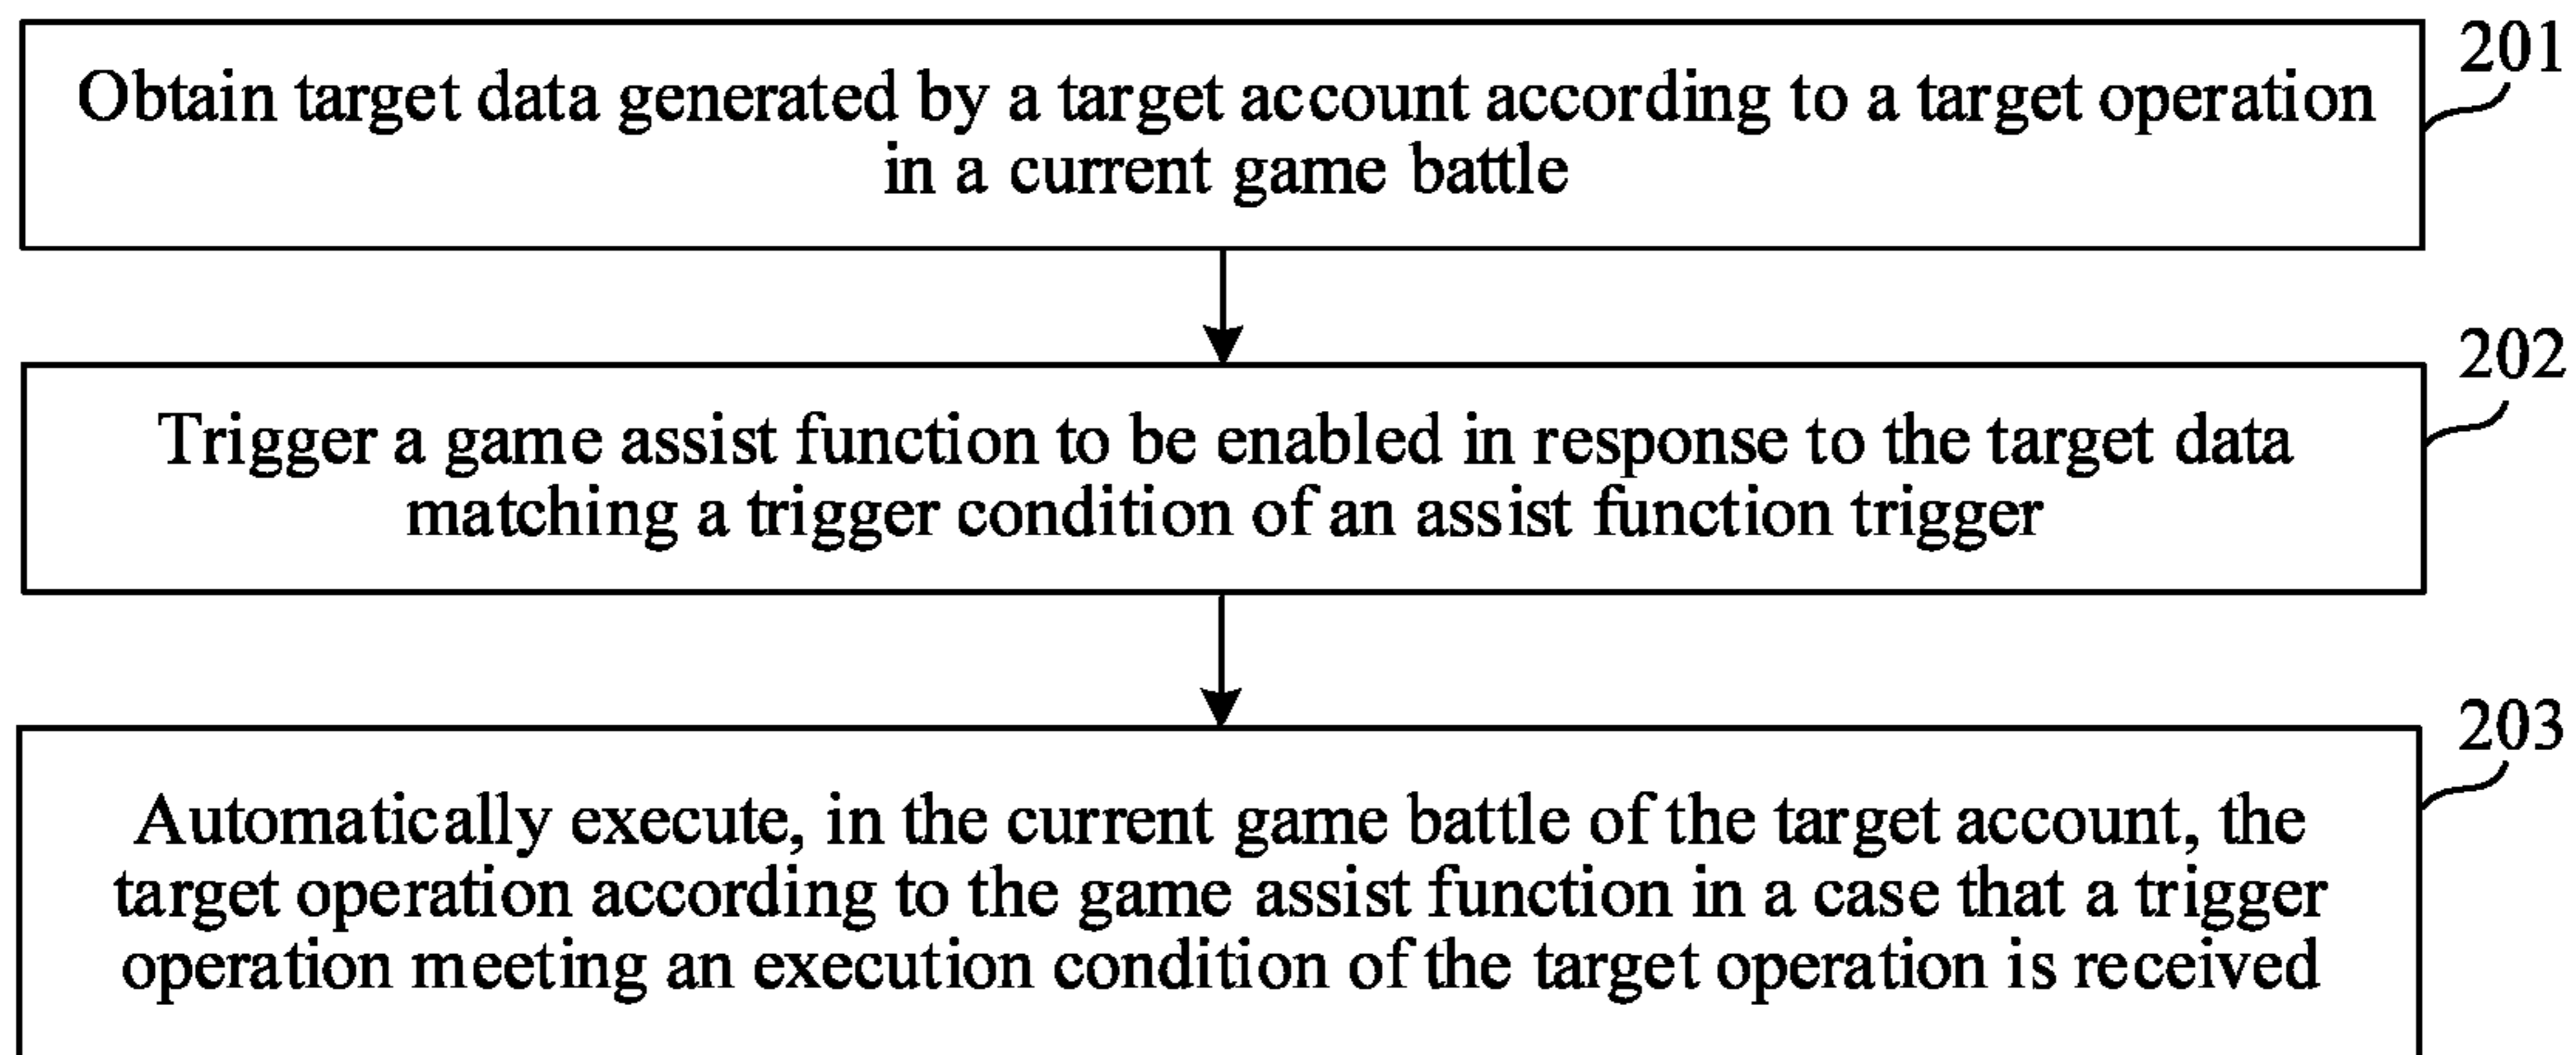 201
Obtain target data generated by a target account according to a target operation
in a current game battle
202
Trigger a game assist function to be enabled in response to the target data
matching a trigger condition of an assist function trigger
203
Automatically execute, in the current game battle of the target account, the
target operation according to the game assist function in a case that a trigger
operation meeting an execution condition of the target operation is received